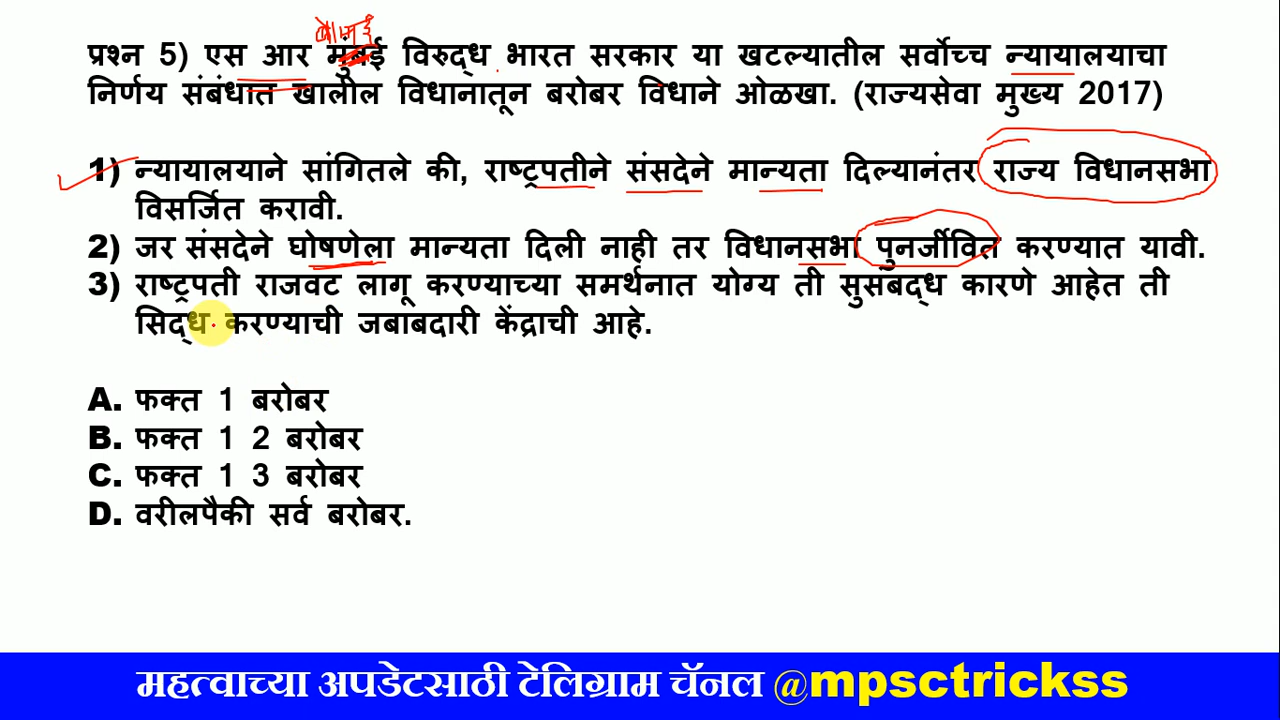 बोम्मई
प्रश्न 5) एस आर मुंबई विरुद्ध भारत सरकार या खटल्यातील सर्वोच्च न्यायालयाचा
निर्णय संबंधात खालील विधानातून बरोबर विधाने ओळखा. (राज्यसेवा मुख्य 2017)
1) न्यायालयाने सांगितले की, राष्ट्रपतीने संसदेने मान्यता दिल्यानंतर राज्य विधानसभा
विसर्जित करावी.
2) जर संसदेने घोषणेला मान्यता दिली नाही तर विधानसभा पुनर्जीवित करण्यात यावी.
3) राष्ट्रपती राजवट लागू करण्याच्या समर्थनात योग्य ती सुसंबद्ध कारणे आहेत ती
सिद्ध करण्याची जबाबदारी केंद्राची आहे.
A. फक्त 1 बरोबर
B. फक्त 1 2 बरोबर
C. फक्त 1 3 बरोबर
D. वरीलपैकी सर्व बरोबर.
महत्वाच्या अपडेटसाठी टेलिग्राम चॅनल @mpsctrickss